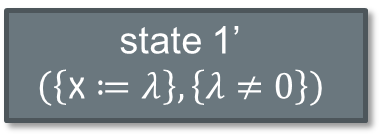 state 1’
({x ≔ λ}, {λ ≠ 0})